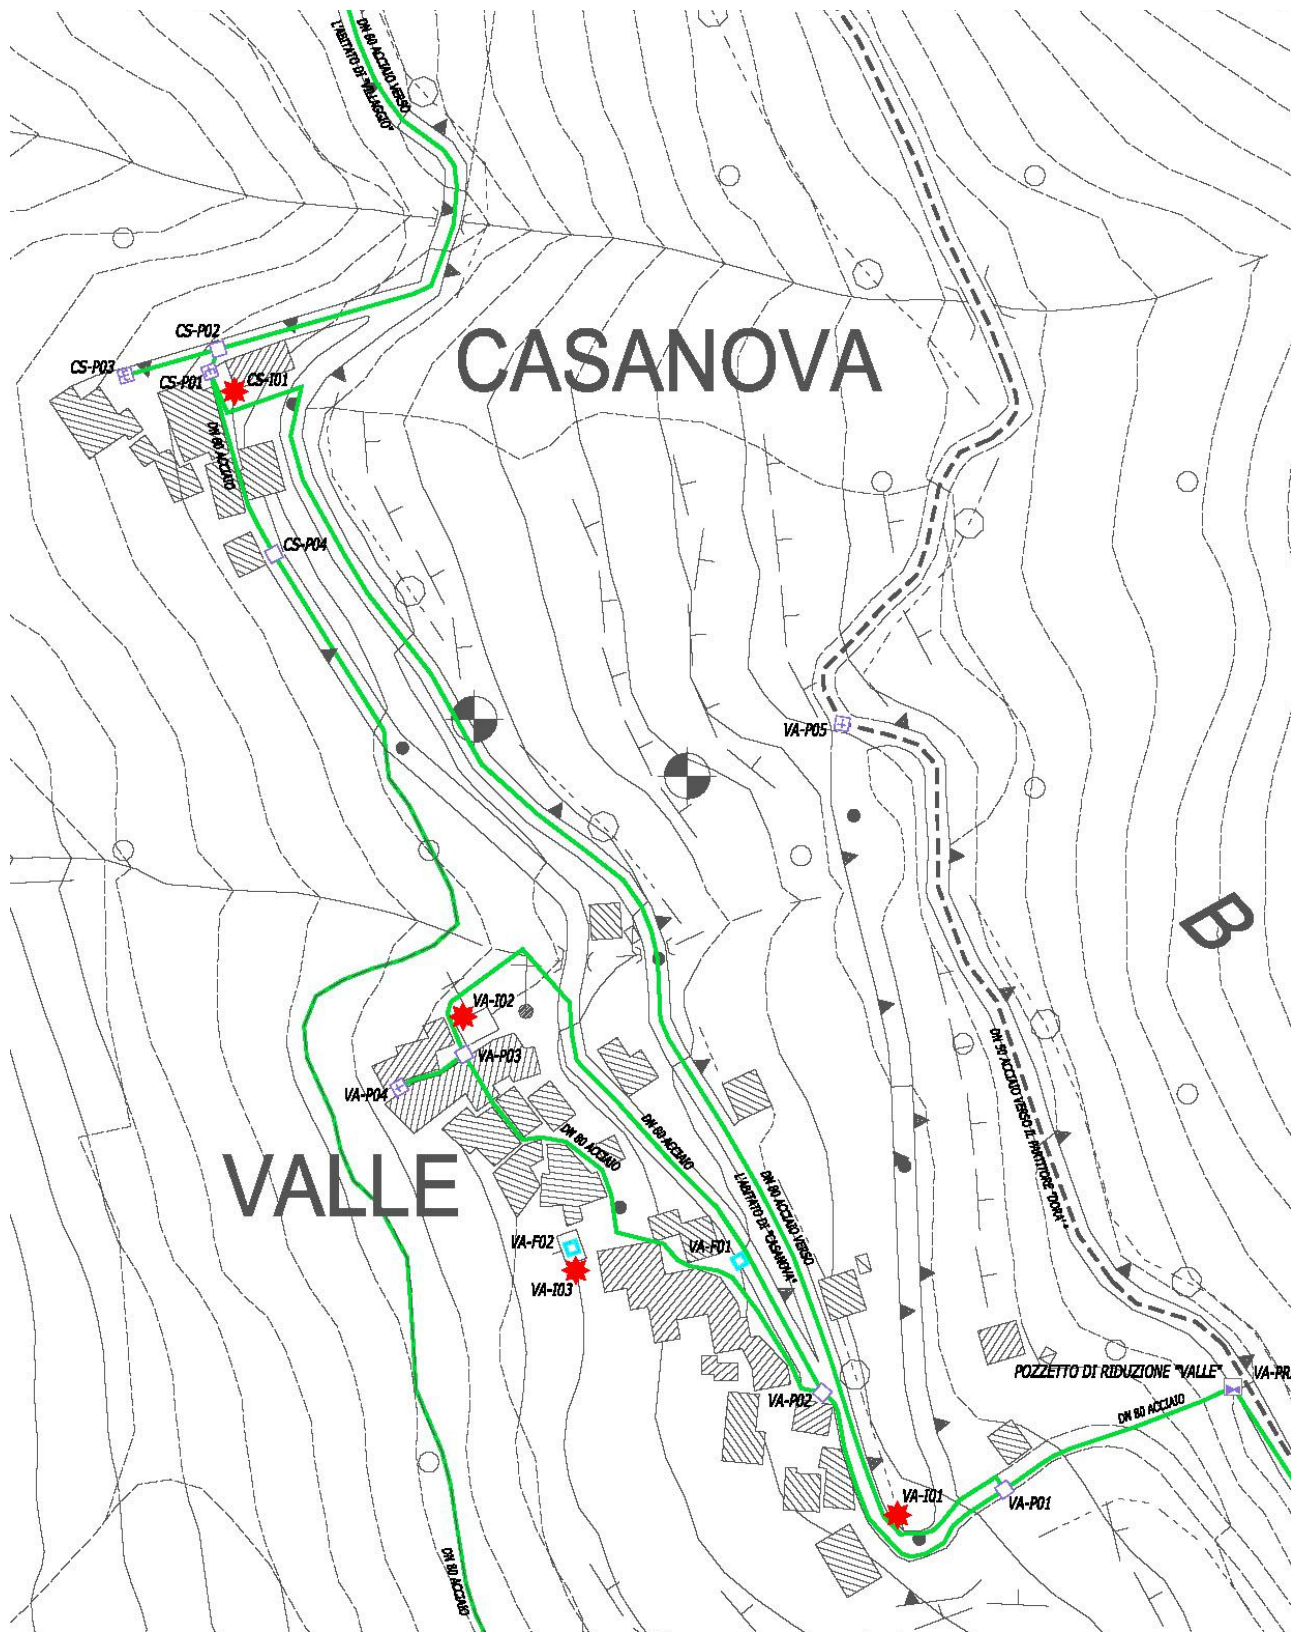 DN 80 ACCIAIO VERSO
L'ABITATO DI "VILLAGGIO"
CS-P02
CASANOVA
CS-P03
CS-P01
CS-I01
DN 80 ACCIAIO
CS-P04
VA-P05
B
VA-I02
VA-P03
VA-P04
DN 80 ACCIAIO
DN 80 ACCIAIO
DN 50 ACCIAIO VERSO IL PARTITORE "DORA"
VALLE
DN 80 ACCIAIO VERSO
L'ABITATO DI "CASANOVA"
VA-F02
VA-F01
VA-I03
POZZETTO DI RIDUZIONE "VALLE"
VA-PR
VA-P02
DN 80 ACCIAIO
VA-I01
VA-P01
DN 80 ACCIAIO